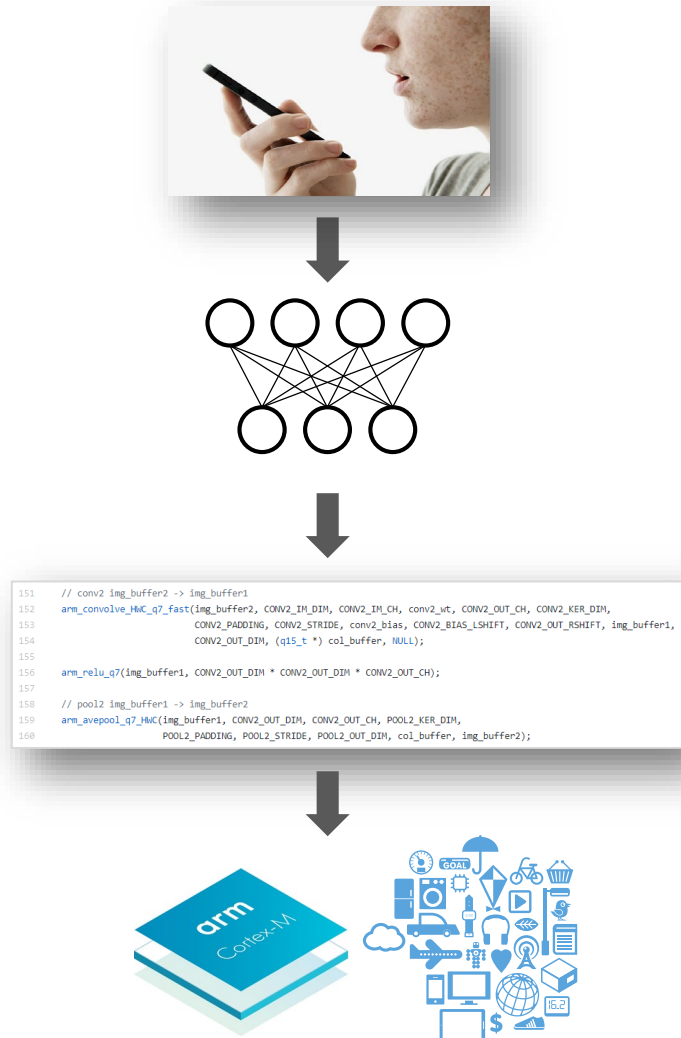 151 // conv2 img_buffer2 -> img_buffer1
152 arm_convolve_HWC_q7_fast(img_buffer2, CONV2_IM_DIM, CONV2_IM_CH, conv2_wt, CONV2_OUT_CH, CONV2_KER_DIM,
153 CONV2_PADDING, CONV2_STRIDE, conv2_bias, CONV2_BIAS_LSHIFT, CONV2_OUT_RSHIFT, img_buffer1,
154 CONV2_OUT_DIM, (q15_t *) col_buffer, NULL);
155
156 arm_relu_q7(img_buffer1, CONV2_OUT_DIM * CONV2_OUT_DIM * CONV2_OUT_CH);
157
158 // pool2 img_buffer1 -> img_buffer2
159 arm_avepool_q7_HWC(img_buffer1, CONV2_OUT_DIM, CONV2_OUT_CH, POOL2_KER_DIM,
160 POOL2_PADDING, POOL2_STRIDE, POOL2_OUT_DIM, col_buffer, img_buffer2);
GOAL
arm
Cortex-M
16.2
$